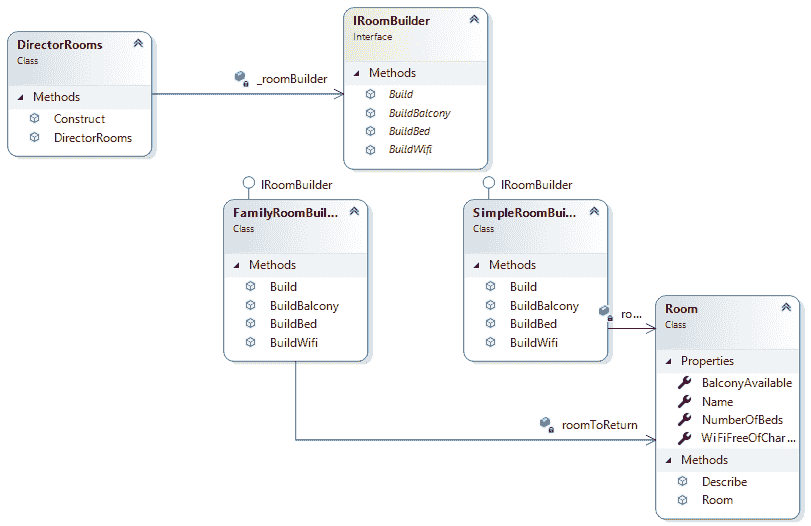 DirectorRooms
Class
Methods
Construct
DirectorRooms
_roomBuilder
IRoomBuilder
Interface
Methods
Build
BuildBalcony
BuildBed
BuildWifi
IRoomBuilder
FamilyRoomBuil...
Class
Methods
Build
BuildBalcony
BuildBed
BuildWifi
IRoomBuilder
SimpleRoomBui...
Class
Methods
Build
BuildBalcony
BuildBed
BuildWifi
ro...
roomToReturn
Room
Class
Properties
BalconyAvailable
Name
NumberOfBeds
WiFiFreeOfChar...
Methods
Describe
Room